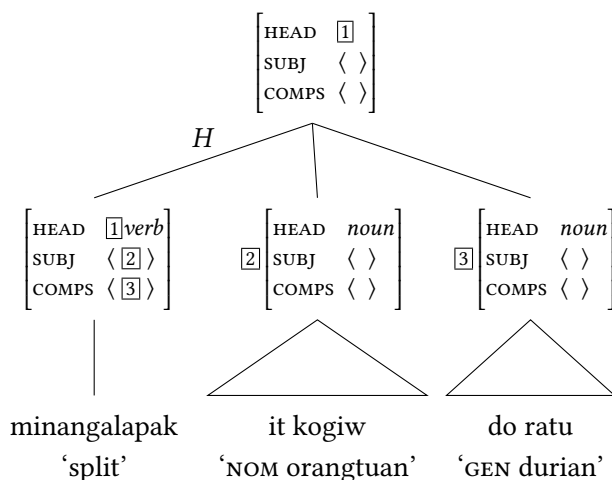 HEAD 1
SUBJ ⟨ ⟩
COMPS ⟨ ⟩
H
HEAD 1 verb
SUBJ ⟨ 2 ⟩
COMPS ⟨ 3 ⟩
2
HEAD noun
SUBJ ⟨ ⟩
COMPS ⟨ ⟩
3
HEAD noun
SUBJ ⟨ ⟩
COMPS ⟨ ⟩
minangalapak
‘split’
it kogiw
‘NOM orangtuan’
do ratu
‘GEN durian’